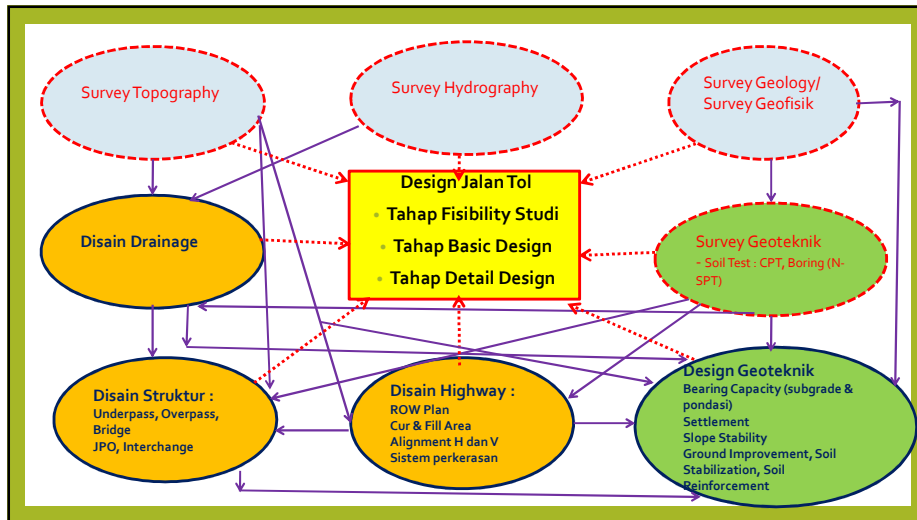 Survey Topography
Survey Hydrography
Survey Geology/
Survey Geofisik
Design Jalan Tol
• Tahap Fisibility Studi
• Tahap Basic Design
• Tahap Detail Design
Disain Drainage
Survey Geoteknik
- Soil Test : CPT, Boring (N-
SPT)
Disain Struktur :
Underpass, Overpass,
Bridge
JPO, Interchange
Disain Highway :
ROW Plan
Cur & Fill Area
Alignment H dan V
Sistem perkerasan
Design Geoteknik
Bearing Capacity (subgrade &
pondasi)
Settlement
Slope Stability
Ground Improvement, Soil
Stabilization, Soil
Reinforcement